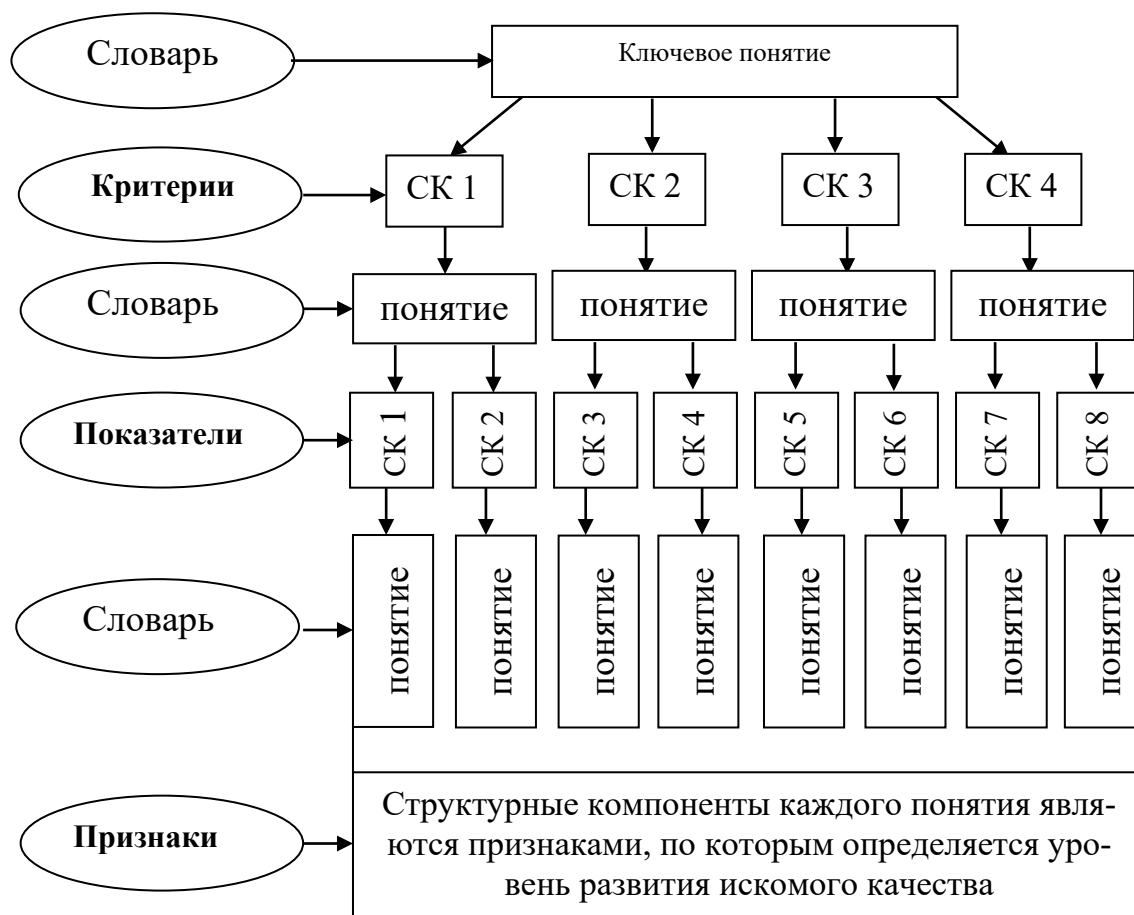 Словарь
Ключевое понятие
Критерии
СК 1
СК 2
СК 3
СК 4
Словарь
понятие
понятие
понятие
понятие
Показатели
СК 1
СК 2
СК 3
СК 4
СК 5
СК 6
СК 7
СК 8
Словарь
понятие
понятие
понятие
понятие
понятие
понятие
понятие
понятие
Признаки
Структурные компоненты каждого понятия явля-
ются признаками, по которым определяется уро-
вень развития искомого качества